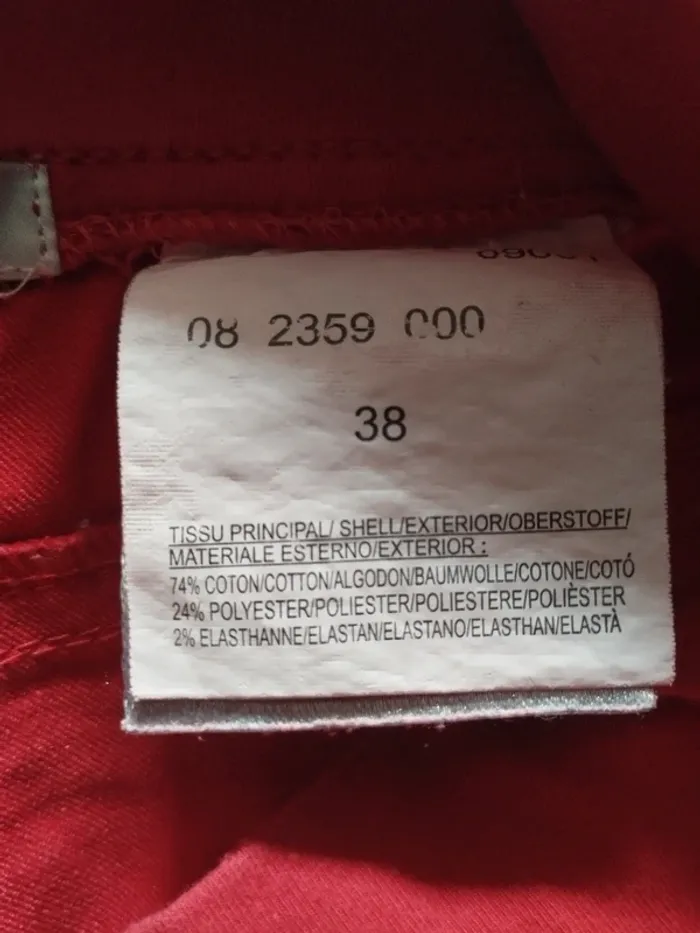 08 2359 000
38
TISSU PRINCIPAL/ SHELL/EXTERIOR/OBERSTOFF/
MATERIALE ESTERNO/EXTERIOR :
74% COTON/COTTON/ALGODON/BAUMWOLLE/COTONE/COTÓ
24% POLYESTER/POLIESTER/POLIESTERE/POLIÈSTER
2% ELASTHANNE/ELASTAN/ELASTANO/ELASTHAN/ELASTÀ